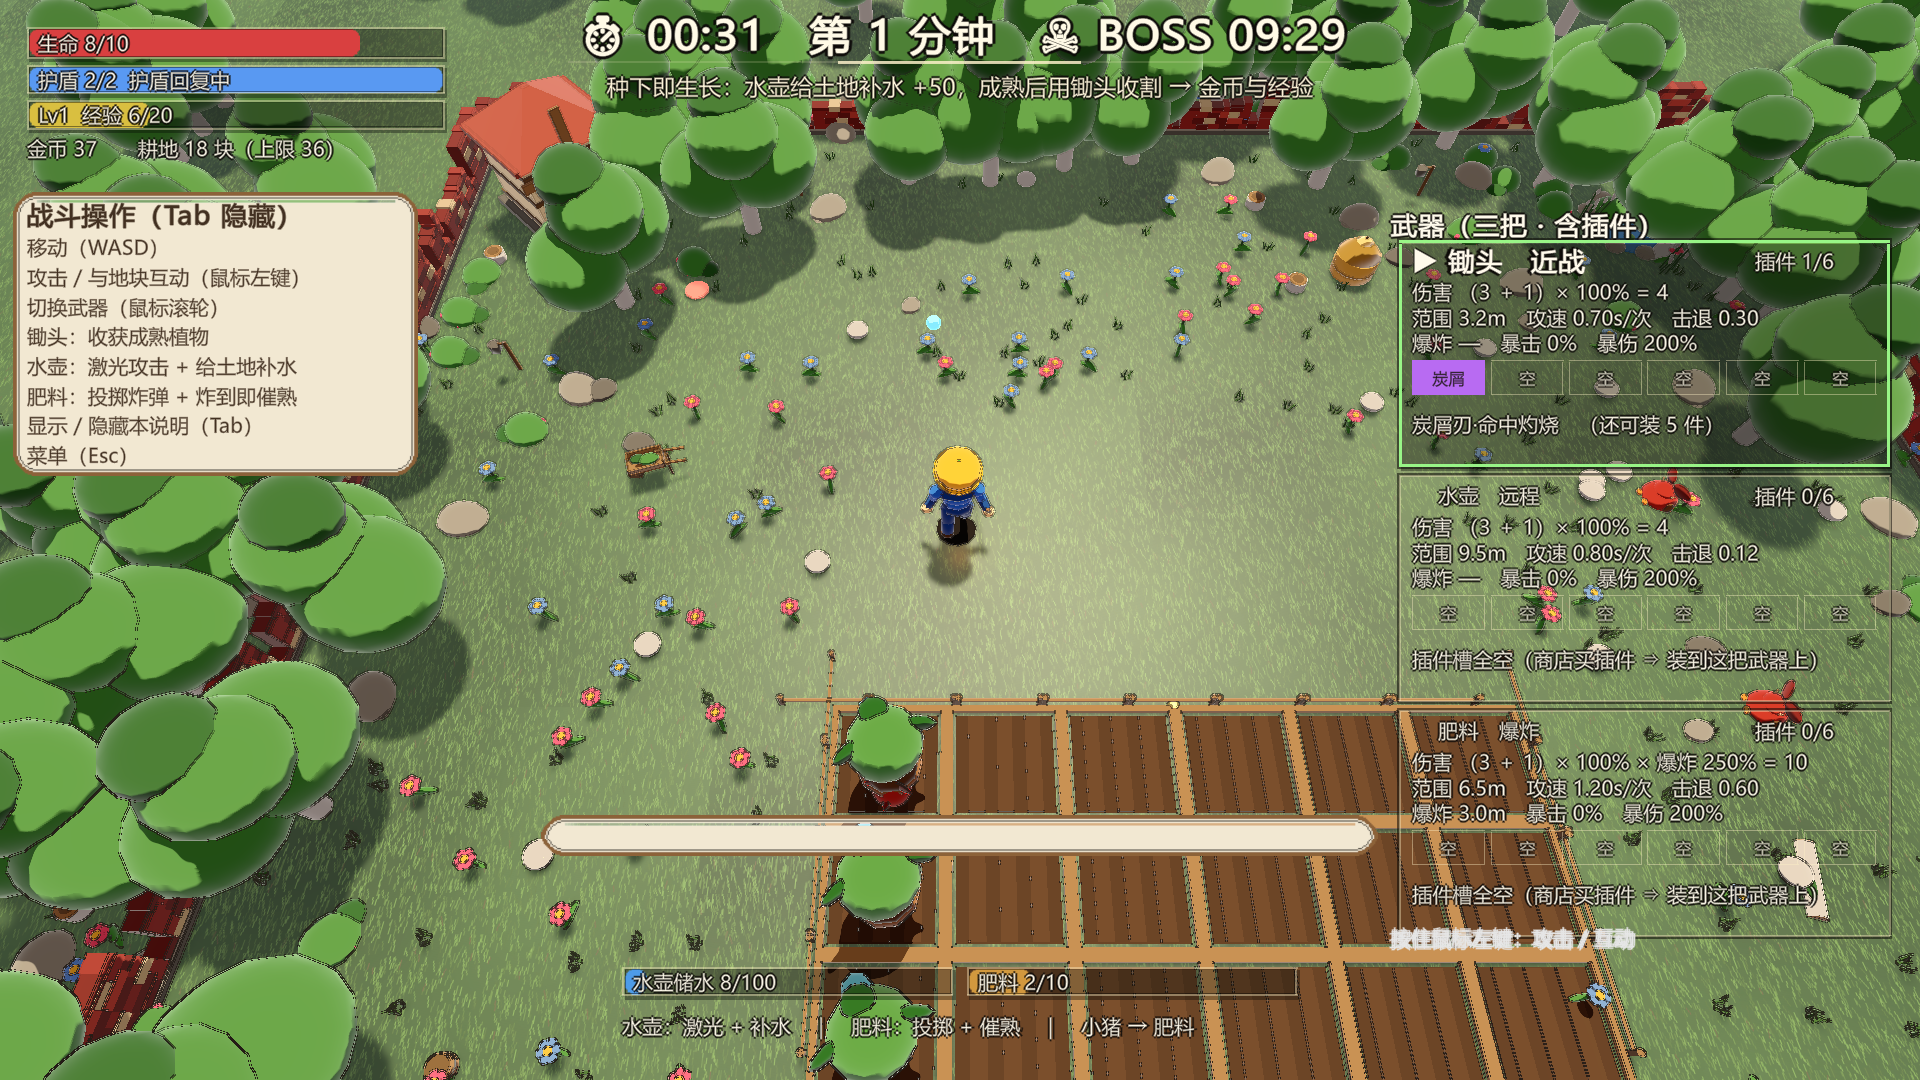 生命 8/10
护盾 2/2 护盾回复中
Lv1 经验 6/20
金币 37 耕地 18 块（上限 36）
00:31 第 1 分钟 BOSS 09:29
种下即生长：水壶给土地补水 +50，成熟后用锄头收割 → 金币与经验
战斗操作（Tab 隐藏）
移动（WASD）
攻击 / 与地块互动（鼠标左键）
切换武器（鼠标滚轮）
锄头：收获成熟植物
水壶：激光攻击 + 给土地补水
肥料：投掷炸弹 + 炸到即催熟
显示 / 隐藏本说明（Tab）
菜单（Esc）
武器（三把 · 含插件）
▶ 锄头 近战 插件 1/6
伤害 （3 + 1）× 100% = 4
范围 3.2m 攻速 0.70s/次 击退 0.30
爆炸 — 暴击 0% 暴伤 200%
炭屑 空 空 空 空 空
炭屑刃·命中灼烧 （还可装 5 件）
水壶 远程 插件 0/6
伤害 （3 + 1）× 100% = 4
范围 9.5m 攻速 0.80s/次 击退 0.12
爆炸 — 暴击 0% 暴伤 200%
空 空 空 空 空 空
插件槽全空（商店买插件 ⇒ 装到这把武器上）
肥料 爆炸 插件 0/6
伤害 （3 + 1）× 100% × 爆炸 250% = 10
范围 6.5m 攻速 1.20s/次 击退 0.60
爆炸 3.0m 暴击 0% 暴伤 200%
空 空 空 空 空 空
插件槽全空（商店买插件 ⇒ 装到这把武器上）
按住鼠标左键：攻击 / 互动
水壶储水 8/100 肥料 2/10
水壶：激光 + 补水 | 肥料：投掷 + 催熟 | 小猪 → 肥料